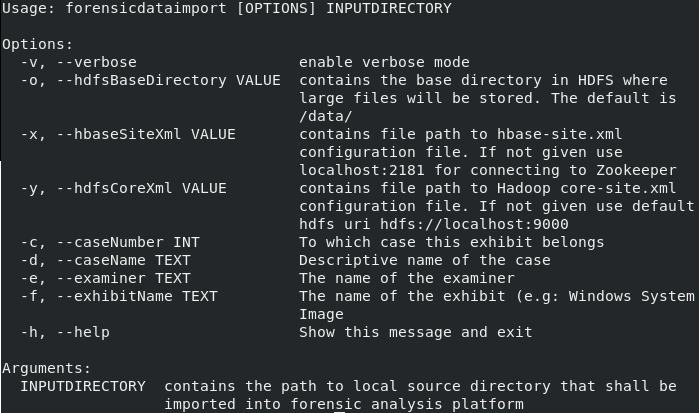 Usage: forensicdataimport [OPTIONS] INPUTDIRECTORY

Options:
  -v, --verbose                  enable verbose mode
  -o, --hdfsBaseDirectory VALUE  contains the base directory in HDFS where
                                 large files will be stored. The default is
                                 /data/
  -x, --hbaseSiteXml VALUE       contains file path to hbase-site.xml
                                 configuration file. If not given use
                                 localhost:2181 for connecting to Zookeeper
  -y, --hdfsCoreXml VALUE        contains file path to Hadoop core-site.xml
                                 configuration file. If not given use default
                                 hdfs uri hdfs://localhost:9000
  -c, --caseNumber INT           To which case this exhibit belongs
  -d, --caseName TEXT            Descriptive name of the case
  -e, --examiner TEXT            The name of the examiner
  -f, --exhibitName TEXT         The name of the exhibit (e.g: Windows System
                                 Image
  -h, --help                     Show this message and exit

Arguments:
  INPUTDIRECTORY  contains the path to local source directory that shall be
                  imported into forensic analysis platform